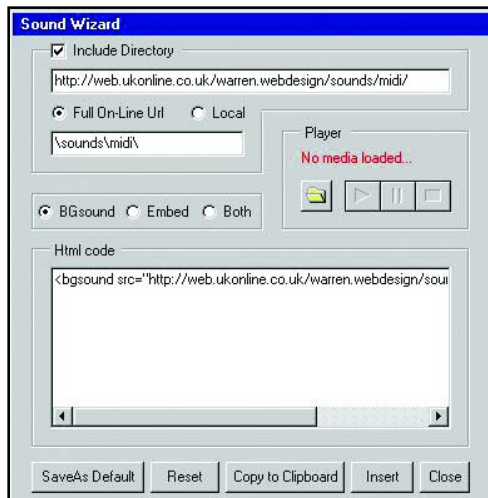 Sound Wizard
Include Directory
http://web.ukonline.co.uk/warren.webdesign/sounds/midi/
Full On-Line Url
Local
\sounds\midi\
Player
No media loaded...
BGsound
Embed
Both
Html code
<bgsound src="http://web.ukonline.co.uk/warren.webdesign/sour
SaveAs Default
Reset
Copy to Clipboard
Insert
Close